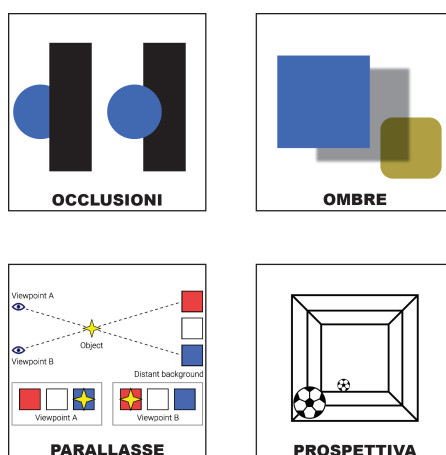 OCCLUSIONI
OMBRE
Viewpoint A
Object
Viewpoint B
Distant background
Viewpoint A
Viewpoint B
PARALLASSE
PROSPETTIVA